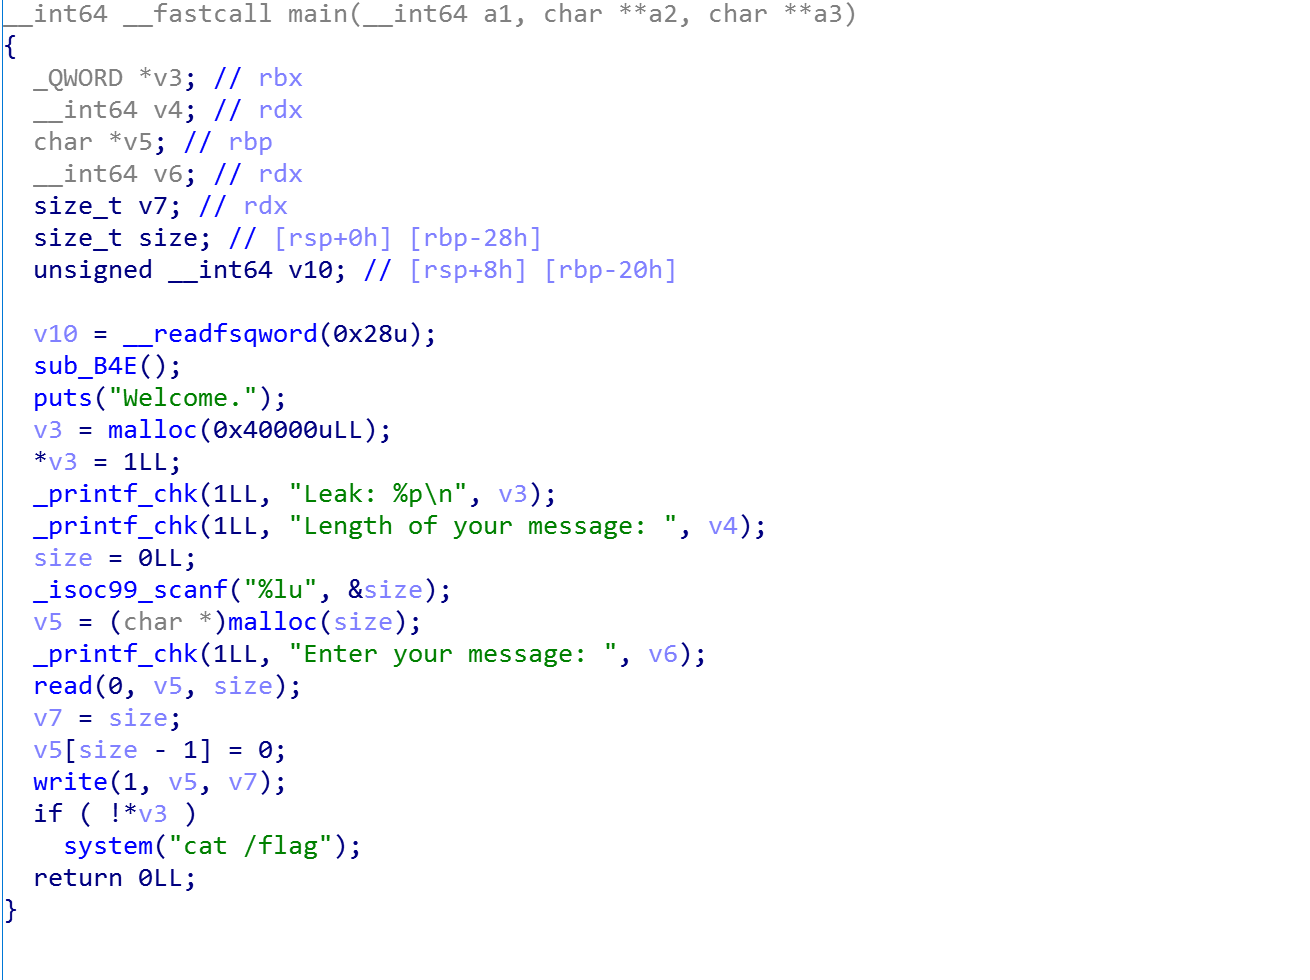 __int64 __fastcall main(__int64 a1, char **a2, char **a3)
{
  _QWORD *v3; // rbx
  __int64 v4; // rdx
  char *v5; // rbp
  __int64 v6; // rdx
  size_t v7; // rdx
  size_t size; // [rsp+0h] [rbp-28h]
  unsigned __int64 v10; // [rsp+8h] [rbp-20h]

  v10 = __readfsqword(0x28u);
  sub_B4E();
  puts("Welcome.");
  v3 = malloc(0x40000uLL);
  *v3 = 1LL;
  _printf_chk(1LL, "Leak: %p\n", v3);
  _printf_chk(1LL, "Length of your message: ", v4);
  size = 0LL;
  _isoc99_scanf("%lu", &size);
  v5 = (char *)malloc(size);
  _printf_chk(1LL, "Enter your message: ", v6);
  read(0, v5, size);
  v7 = size;
  v5[size - 1] = 0;
  write(1, v5, v7);
  if ( !*v3 )
    system("cat /flag");
  return 0LL;
}